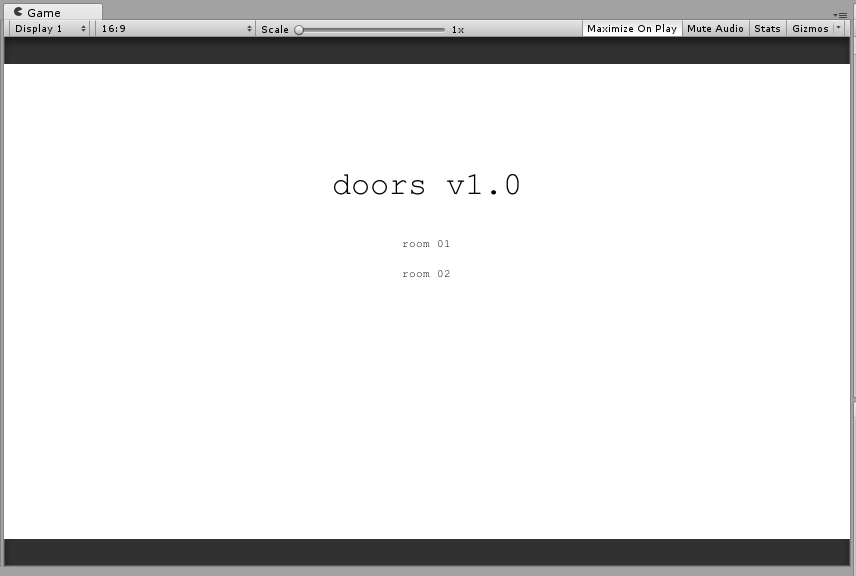 Game
Display 1 16:9 Scale 1x Maximize On Play Mute Audio Stats Gizmos
doors v1.0
room 01
room 02